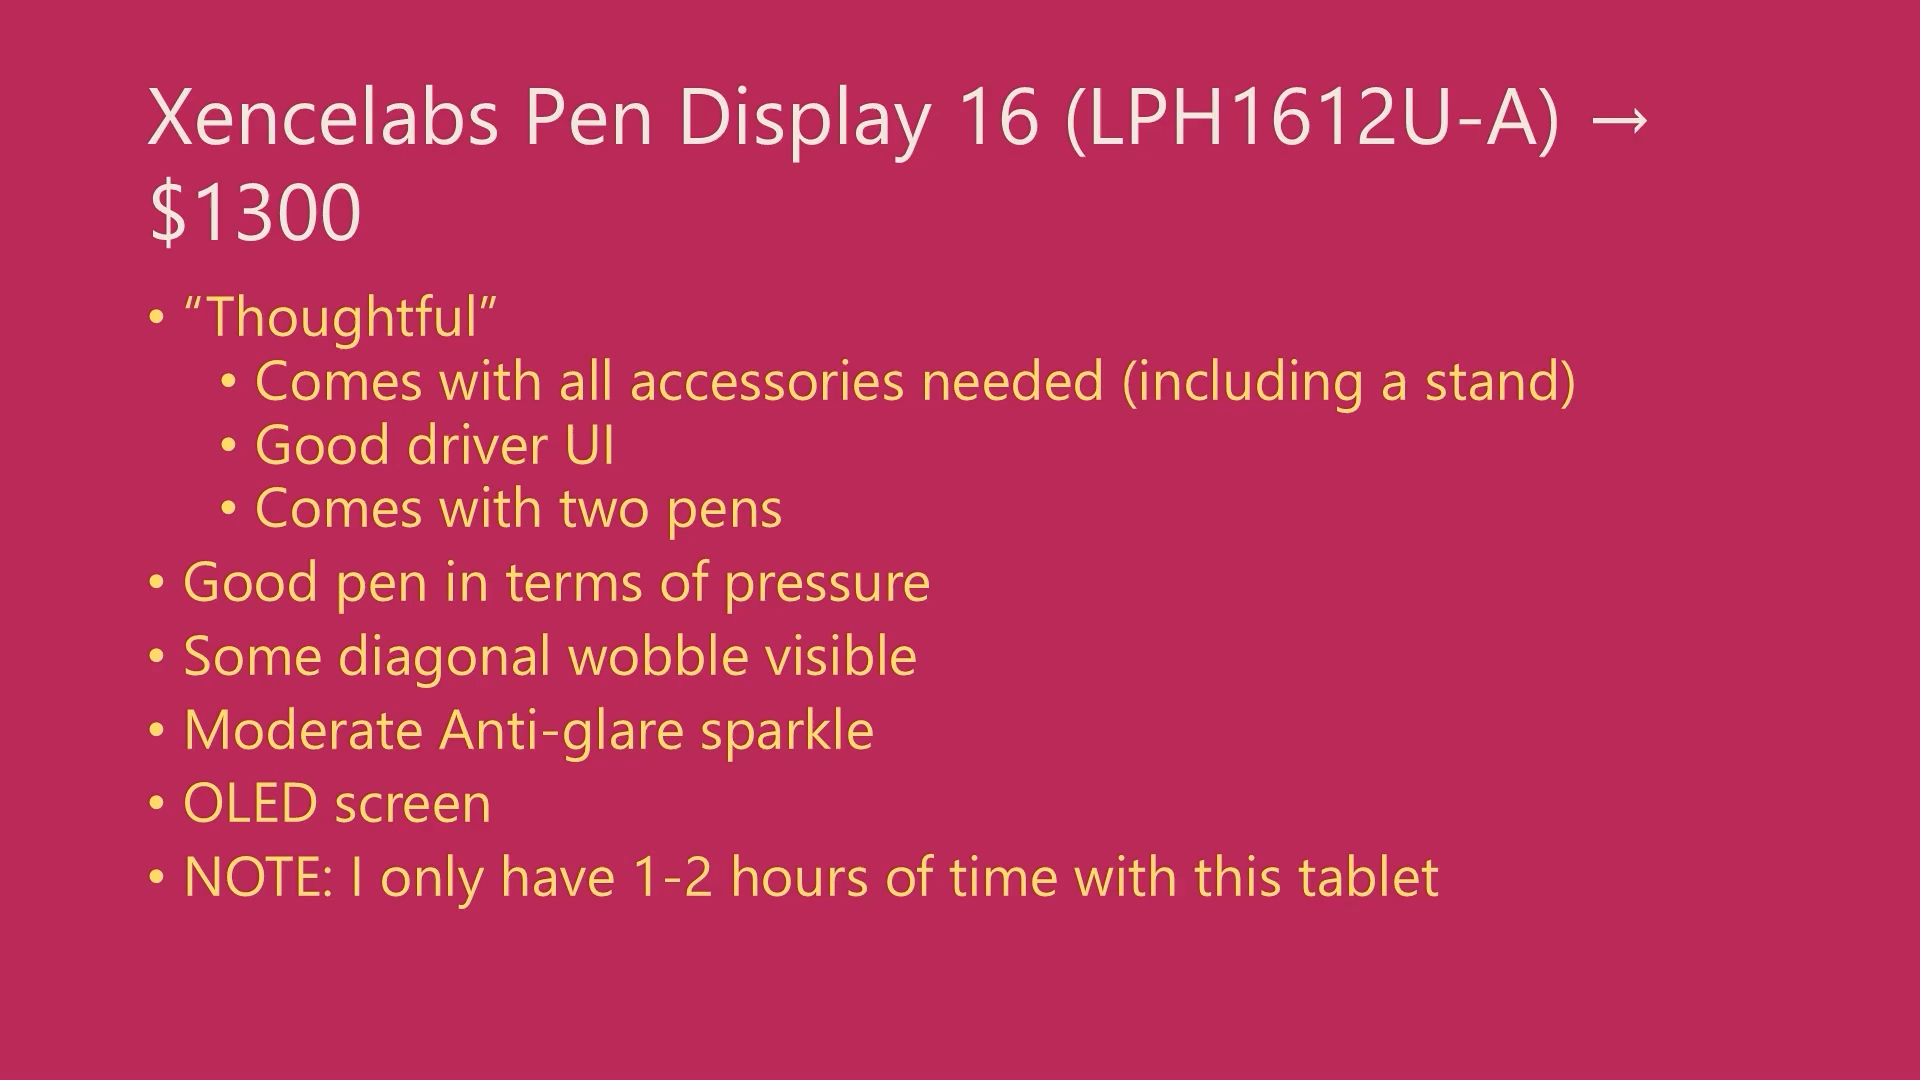 Xencelabs Pen Display 16 (LPH1612U-A) →
$1300
• “Thoughtful”
• Comes with all accessories needed (including a stand)
• Good driver UI
• Comes with two pens
• Good pen in terms of pressure
• Some diagonal wobble visible
• Moderate Anti-glare sparkle
• OLED screen
• NOTE: I only have 1-2 hours of time with this tablet